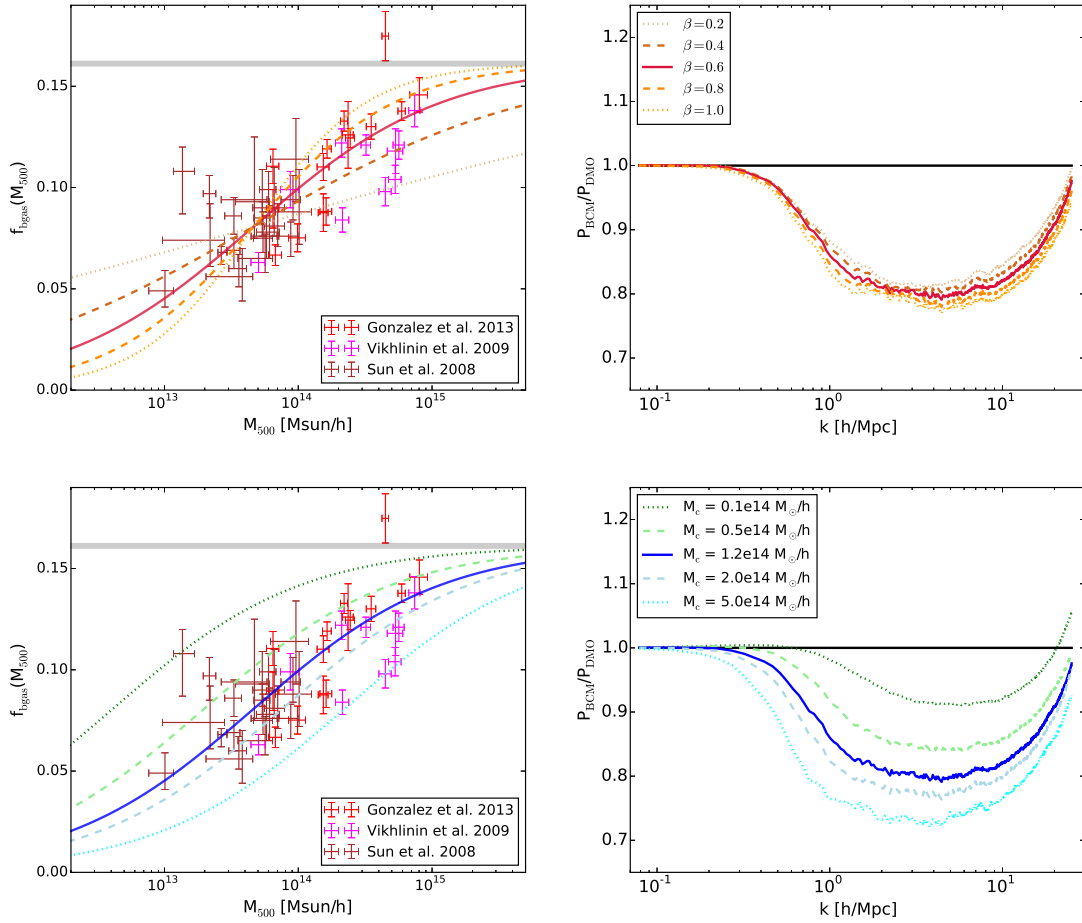 0.15
0.10
0.05
0.00
f_bgas(M_500)
10^13
10^14
10^15
M_500 [Msun/h]
Gonzalez et al. 2013
Vikhlinin et al. 2009
Sun et al. 2008
1.2
1.1
1.0
0.9
0.8
0.7
P_BCM/P_DMO
β=0.2
β=0.4
β=0.6
β=0.8
β=1.0
10^-1
10^0
10^1
k [h/Mpc]
0.15
0.10
0.05
0.00
f_bgas(M_500)
10^13
10^14
10^15
M_500 [Msun/h]
Gonzalez et al. 2013
Vikhlinin et al. 2009
Sun et al. 2008
1.2
1.1
1.0
0.9
0.8
0.7
P_BCM/P_DMO
M_c = 0.1e14 M_⊙/h
M_c = 0.5e14 M_⊙/h
M_c = 1.2e14 M_⊙/h
M_c = 2.0e14 M_⊙/h
M_c = 5.0e14 M_⊙/h
10^-1
10^0
10^1
k [h/Mpc]